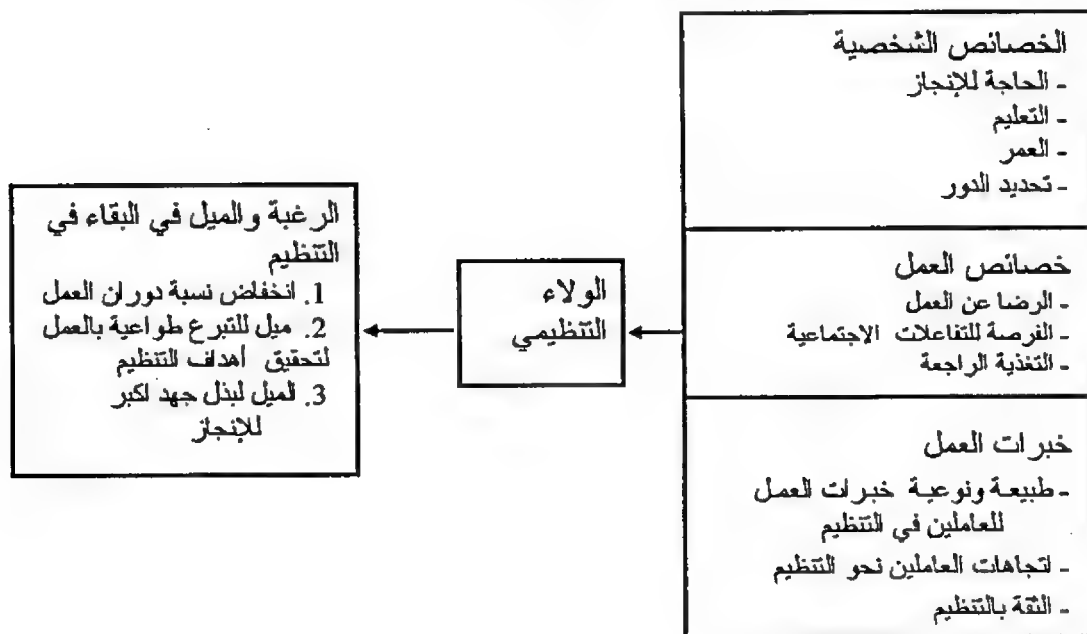 الخصائص الشخصية
- الحاجة للإنجاز
- التعليم
- العمر
- تحديد الدور
خصائص العمل
- الرضا عن العمل
- الفرصة للتفاعلات الاجتماعية
- التغذية الراجعة
خبرات العمل
- طبيعة ونوعية خبرات العمل
للعاملين في التنظيم
- اتجاهات العاملين نحو التنظيم
- الثقة بالتنظيم
الولاء
التنظيمي
الرغبة والميل في البقاء في
التنظيم
1. انخفاض نسبة دوران العمل
2. ميل للتبرع طواعية بالعمل
لتحقيق أهداف التنظيم
3. الميل لبذل جهد اكبر
للإنجاز